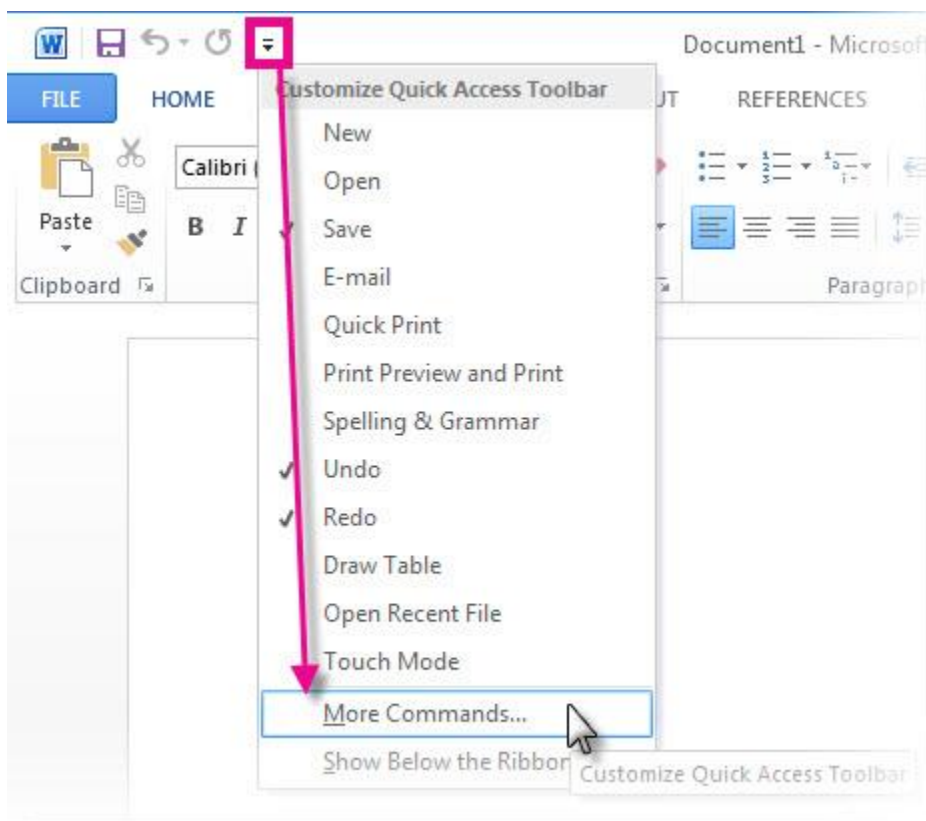 Document1 - Microsof
FILE HOME UT REFERENCES
Customize Quick Access Toolbar
New
Open
Save
E-mail
Quick Print
Print Preview and Print
Spelling & Grammar
Undo
Redo
Draw Table
Open Recent File
Touch Mode
More Commands...
Show Below the Ribbon
Customize Quick Access Toolbar
Calibri (
Paste
B I
Clipboard
Paragraph